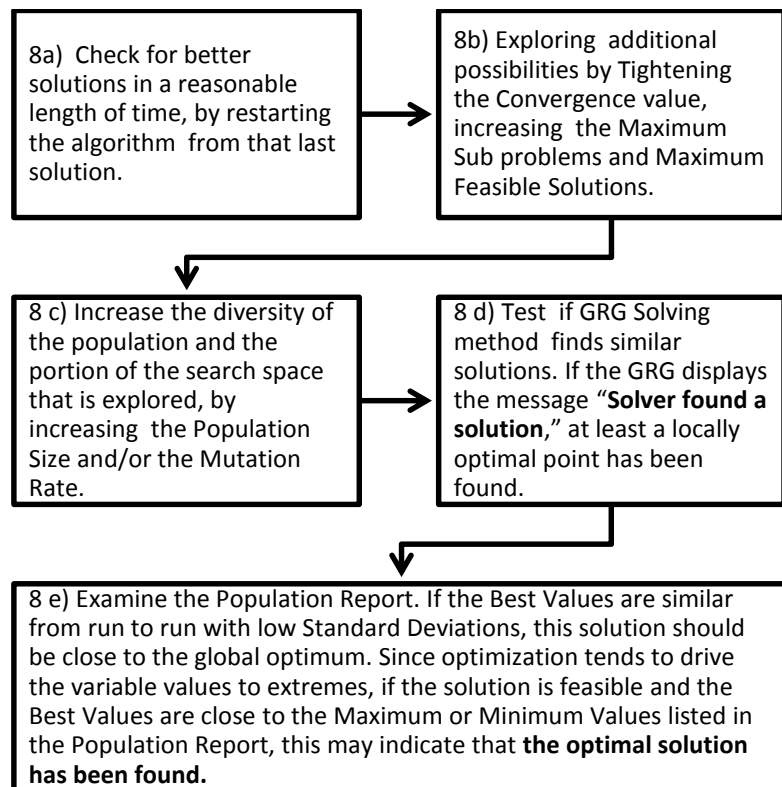 8a) Check for better
solutions in a reasonable
length of time, by restarting
the algorithm from that last
solution.
8b) Exploring additional
possibilities by Tightening
the Convergence value,
increasing the Maximum
Sub problems and Maximum
Feasible Solutions.
8 c) Increase the diversity of
the population and the
portion of the search space
that is explored, by
increasing the Population
Size and/or the Mutation
Rate.
8 d) Test if GRG Solving
method finds similar
solutions. If the GRG displays
the message “Solver found a
solution,” at least a locally
optimal point has been
found.
8 e) Examine the Population Report. If the Best Values are similar
from run to run with low Standard Deviations, this solution should
be close to the global optimum. Since optimization tends to drive
the variable values to extremes, if the solution is feasible and the
Best Values are close to the Maximum or Minimum Values listed in
the Population Report, this may indicate that the optimal solution
has been found.